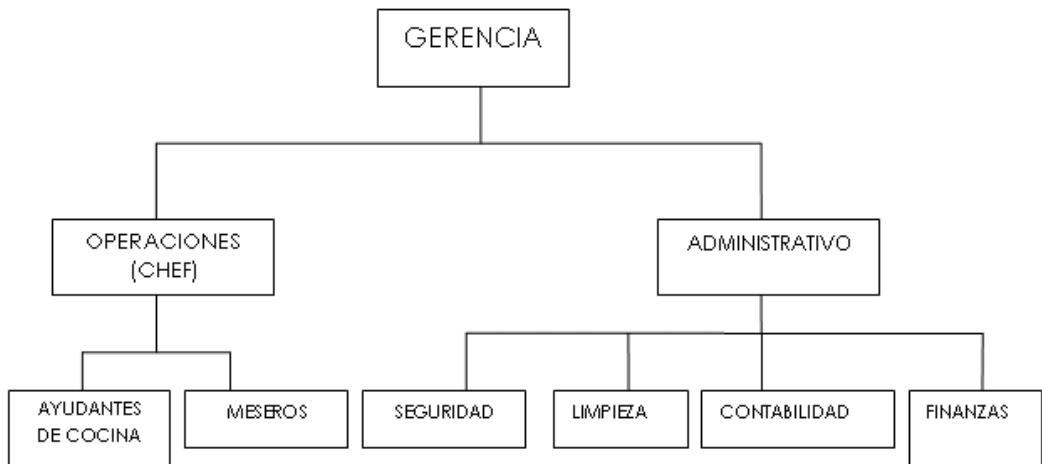 GERENCIA
OPERACIONES
(CHEF)
ADMINISTRATIVO
AYUDANTES
DE COCINA
MESEROS
SEGURIDAD
LIMPIEZA
CONTABILIDAD
FINANZAS